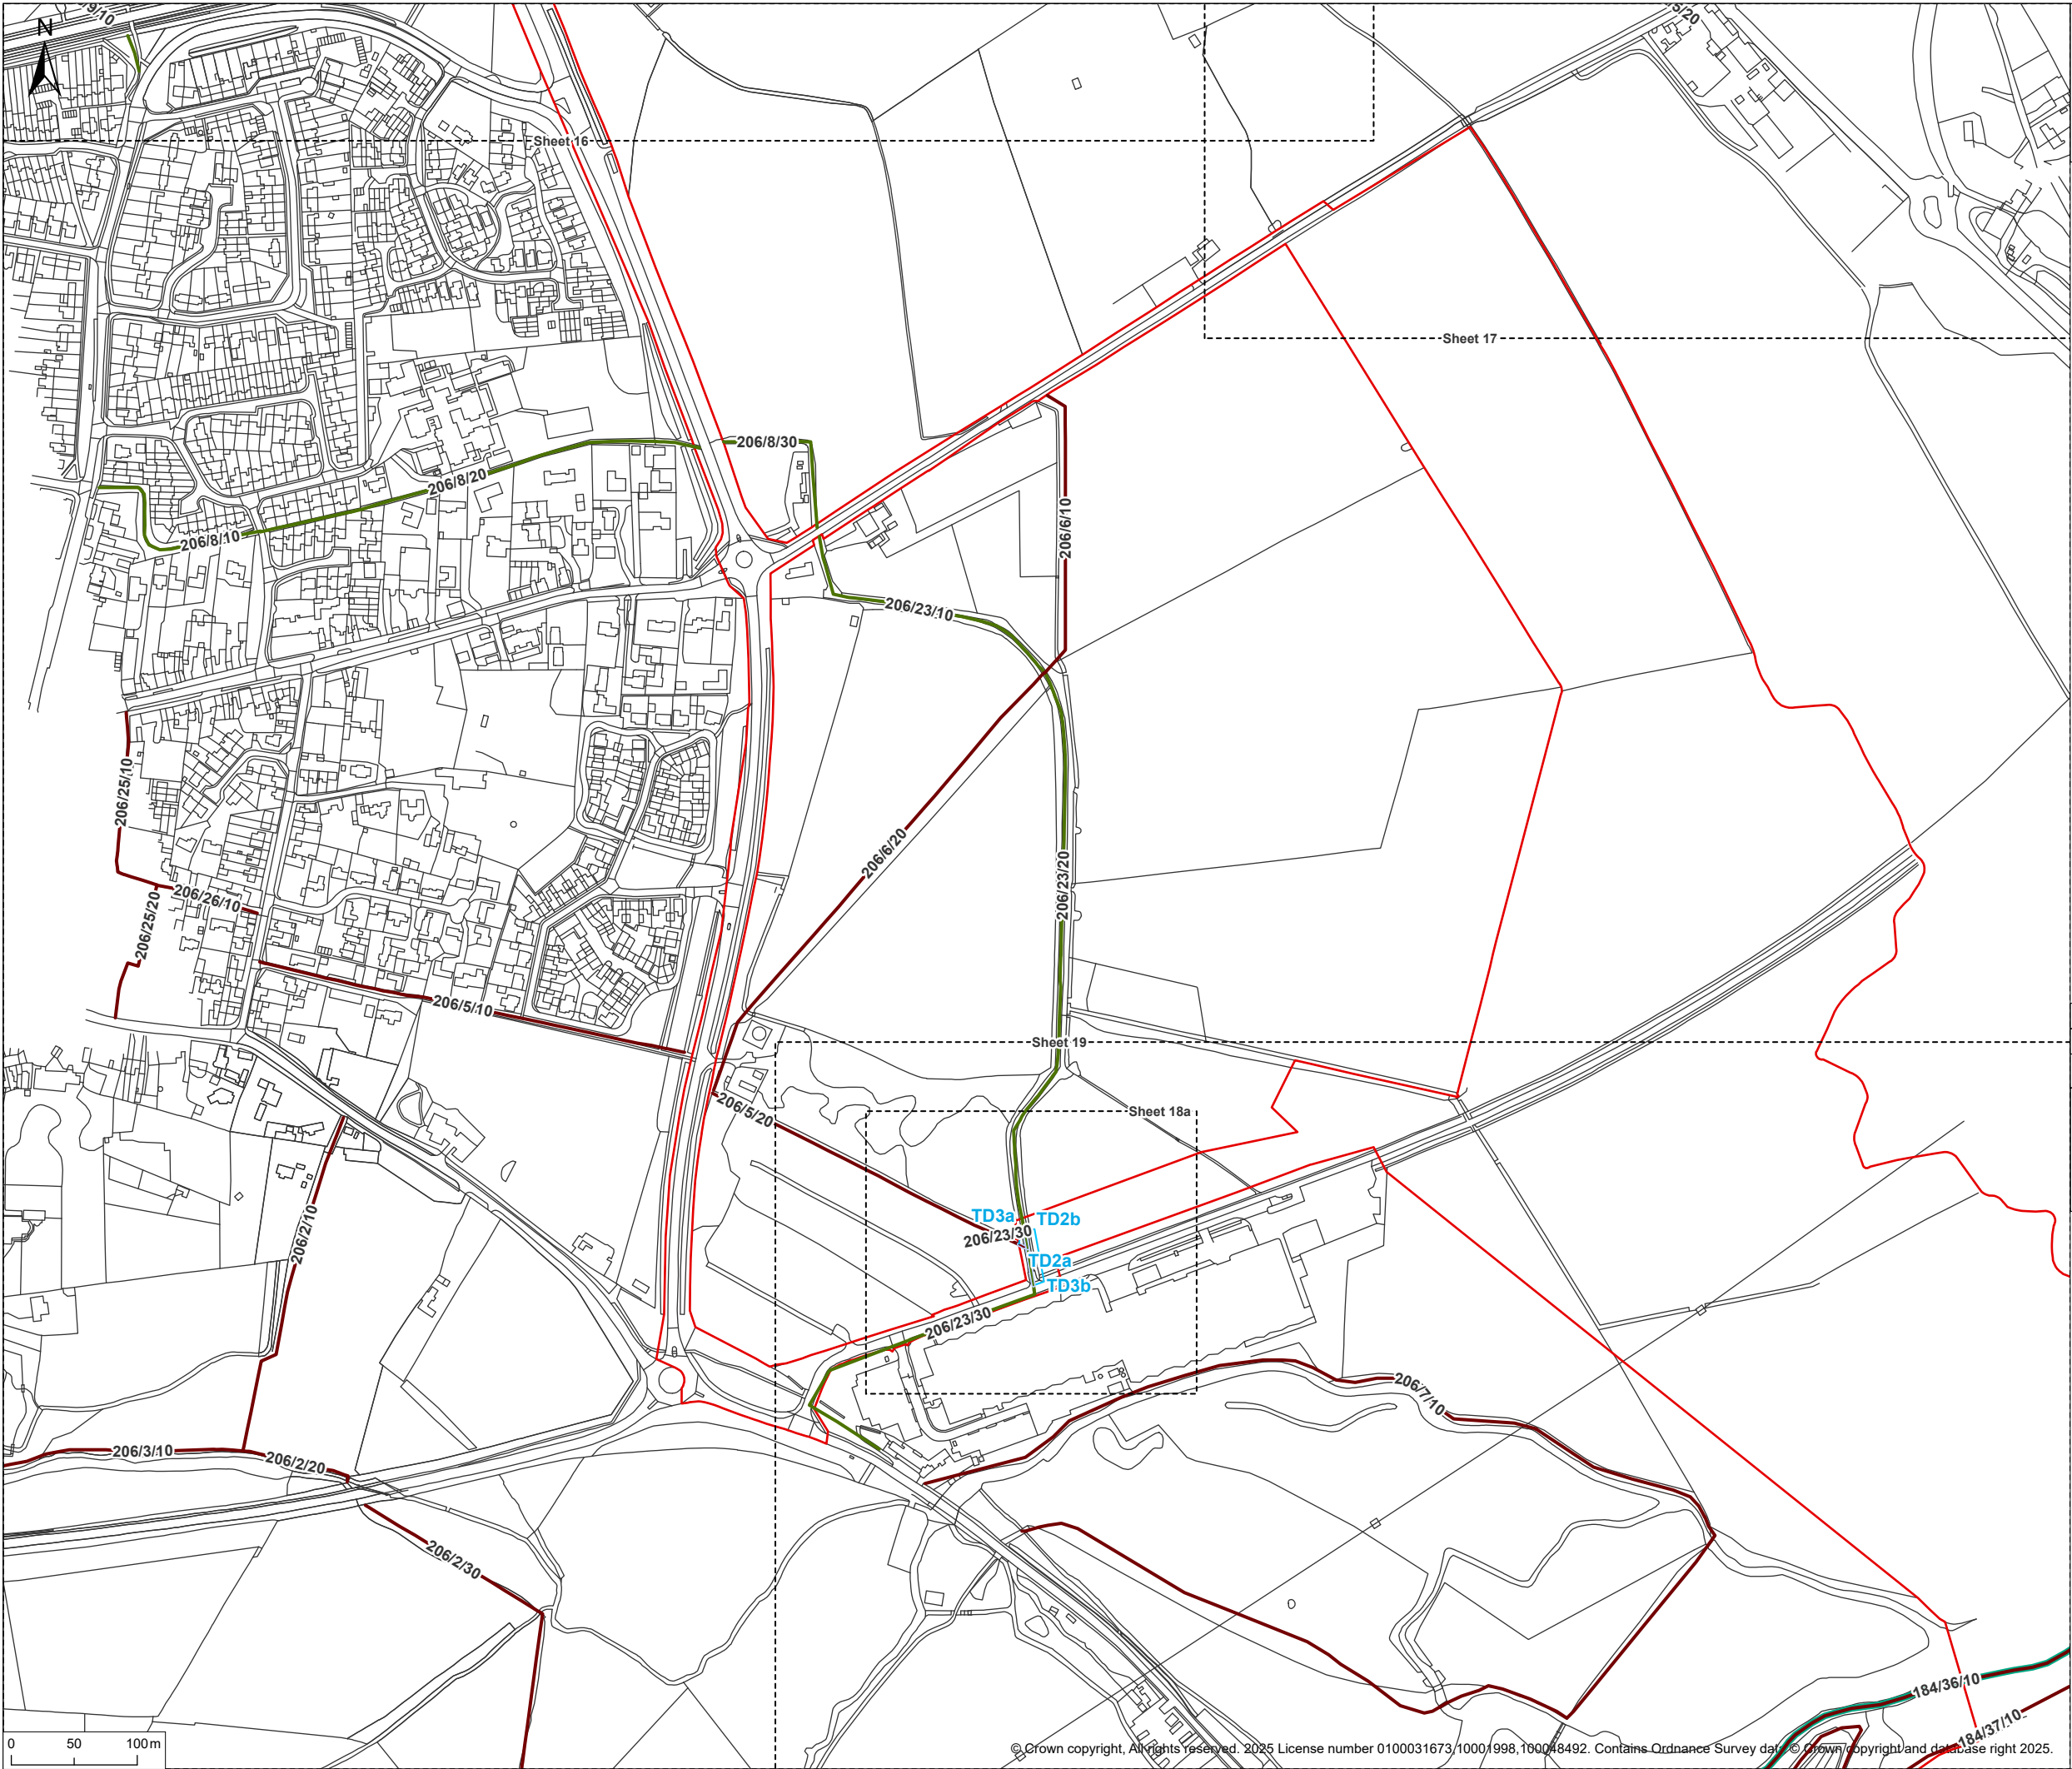 9/10
N
5/20
Sheet 16
Sheet 17
206/8/30
206/8/20
206/8/10
206/6/10
206/23/10
206/25/10
206/6/20
206/23/20
206/26/10
206/25/20
206/5/10
Sheet 19
206/5/20
Sheet 18a
TD3a
TD2b
206/23/30
206/2/10
TD2a
TD3b
206/23/30
206/7/10
206/3/10
206/2/20
206/2/30
184/36/10
184/37/10
0 50 100m
© Crown copyright, All rights reserved. 2025 License number 0100031673,10001998,100048492. Contains Ordnance Survey data © Crown copyright and database right 2025.